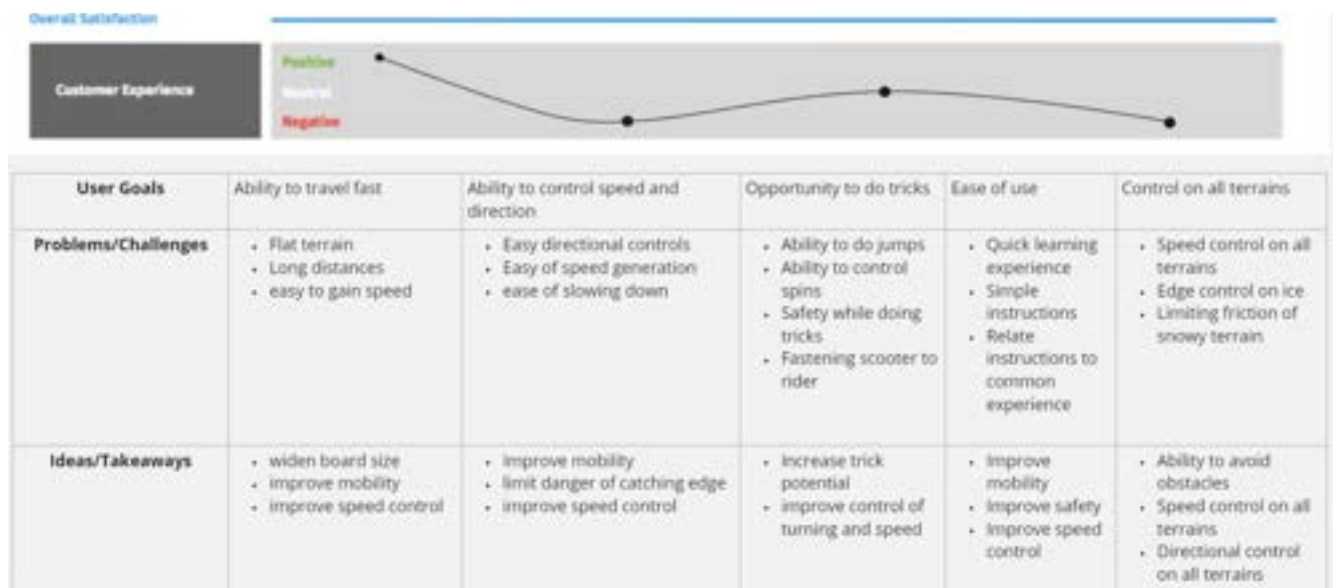 Overall Satisfaction
Customer Experience
Positive
Neutral
Negative
User Goals
Ability to travel fast
Ability to control speed and
direction
Opportunity to do tricks
Ease of use
Control on all terrains
Problems/Challenges
Flat terrain
Long distances
easy to gain speed
Easy directional controls
Easy of speed generation
ease of slowing down
Ability to do jumps
Ability to control
spins
Safety while doing
tricks
Fastening scooter to
rider
Quick learning
experience
Simple
instructions
Relate
instructions to
common
experience
Speed control on all
terrains
Edge control on ice
Limiting friction of
snowy terrain
Ideas/Takeaways
widen board size
improve mobility
improve speed control
Improve mobility
limit danger of catching edge
improve speed control
Increase trick
potential
improve control of
turning and speed
Improve
mobility
Improve safety
Improve speed
control
Ability to avoid
obstacles
Speed control on all
terrains
Directional control
on all terrains